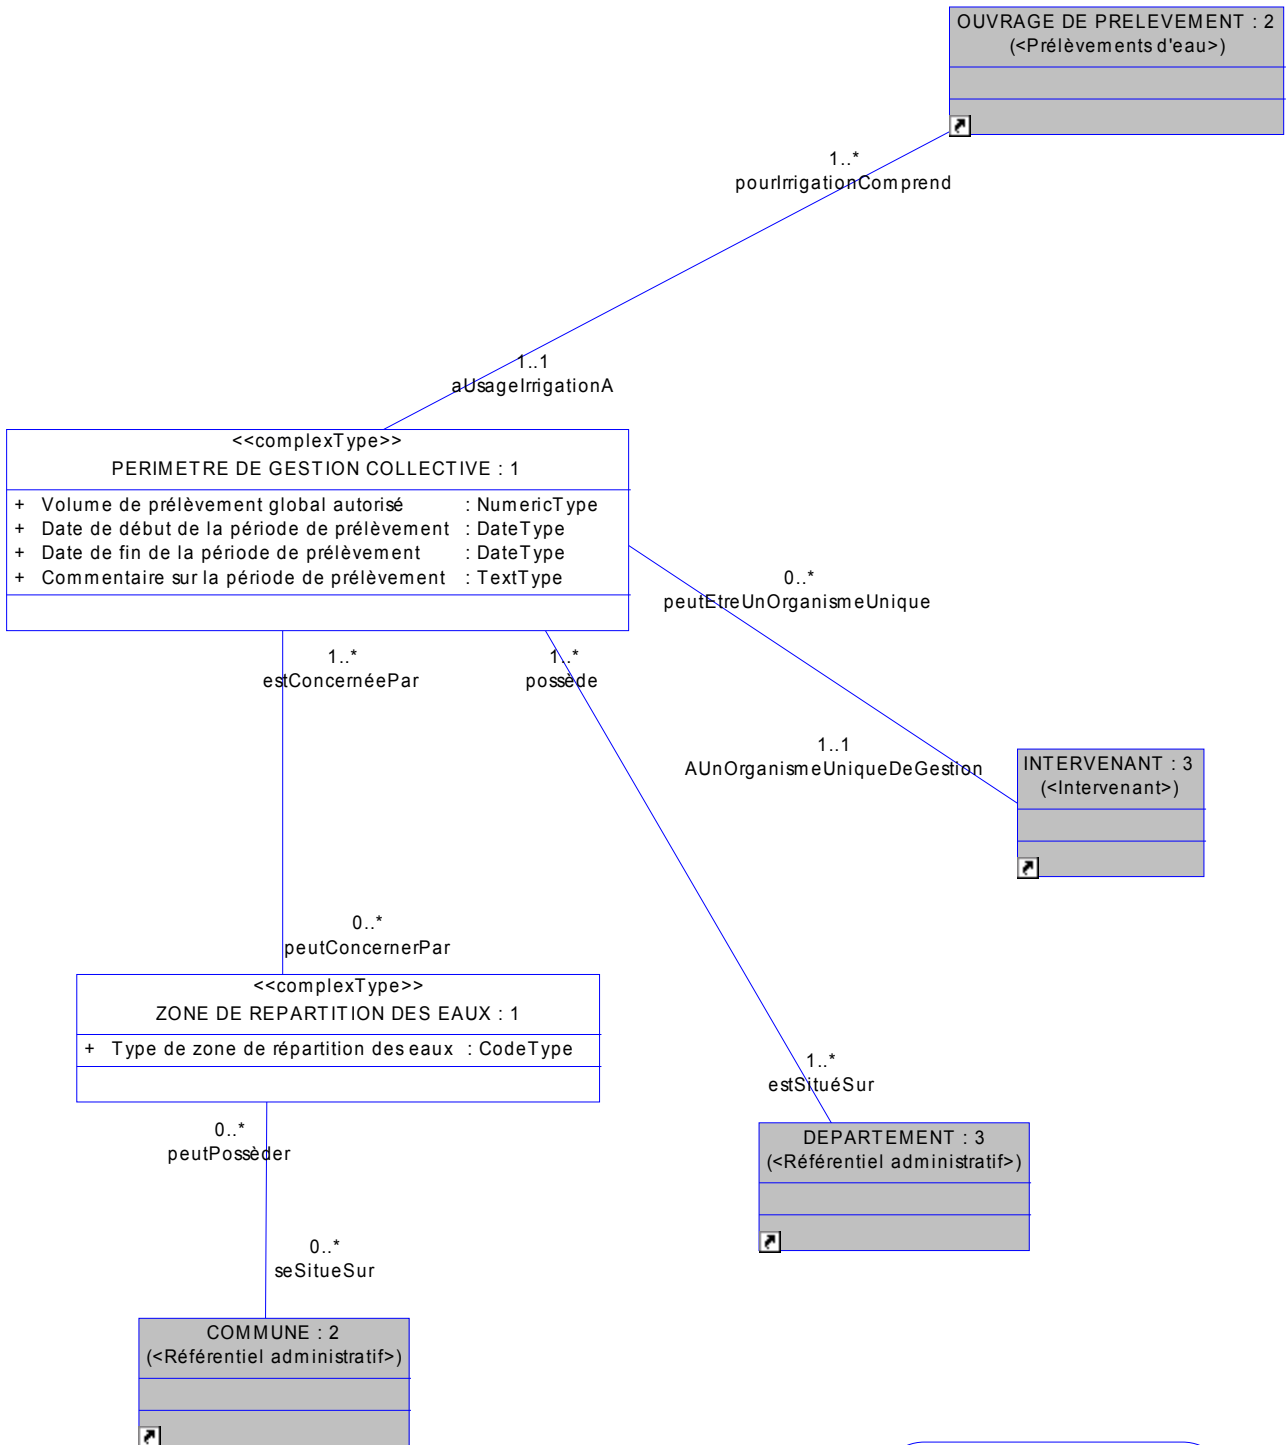 OUVRAGE DE PRELEVEMENT : 2
(<Prélèvements d'eau>)
1..*
pourIrrigationComprend
1..1
aUsageIrrigationA
<<complexType>>
PERIMETRE DE GESTION COLLECTIVE : 1
+ Volume de prélèvement global autorisé : NumericType
+ Date de début de la période de prélèvement : DateType
+ Date de fin de la période de prélèvement : DateType
+ Commentaire sur la période de prélèvement : TextType
0..*
peutEtreUnOrganismeUnique
1..*
estConcernéePar
1..*
possède
1..1
AUnOrganismeUniqueDeGestion
INTERVENANT : 3
(<Intervenant>)
0..*
peutConcernerPar
<<complexType>>
ZONE DE REPARTITION DES EAUX : 1
+ Type de zone de répartition des eaux : CodeType
1..*
estSituéSur
0..*
peutPossèder
DEPARTEMENT : 3
(<Référentiel administratif>)
0..*
seSitueSur
COMMUNE : 2
(<Référentiel administratif>)